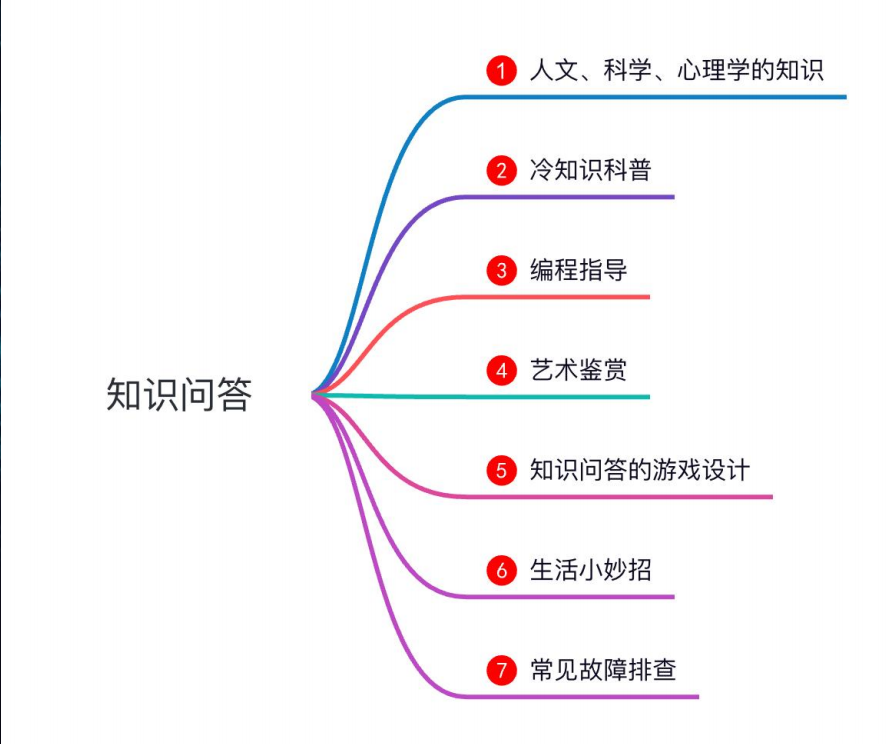 知识问答
1 人文、科学、心理学的知识
2 冷知识科普
3 编程指导
4 艺术鉴赏
5 知识问答的游戏设计
6 生活小妙招
7 常见故障排查